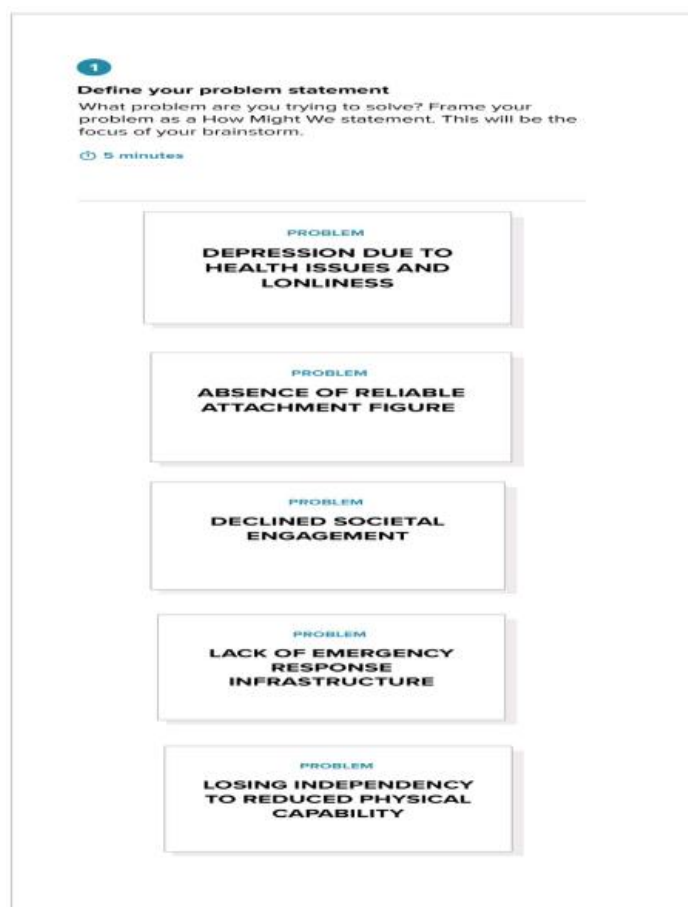 1
Define your problem statement
What problem are you trying to solve? Frame your
problem as a How Might We statement. This will be the
focus of your brainstorm.
5 minutes
PROBLEM
DEPRESSION DUE TO
HEALTH ISSUES AND
LONLINESS
PROBLEM
ABSENCE OF RELIABLE
ATTACHMENT FIGURE
PROBLEM
DECLINED SOCIETAL
ENGAGEMENT
PROBLEM
LACK OF EMERGENCY
RESPONSE
INFRASTRUCTURE
PROBLEM
LOSING INDEPENDENCY
TO REDUCED PHYSICAL
CAPABILITY